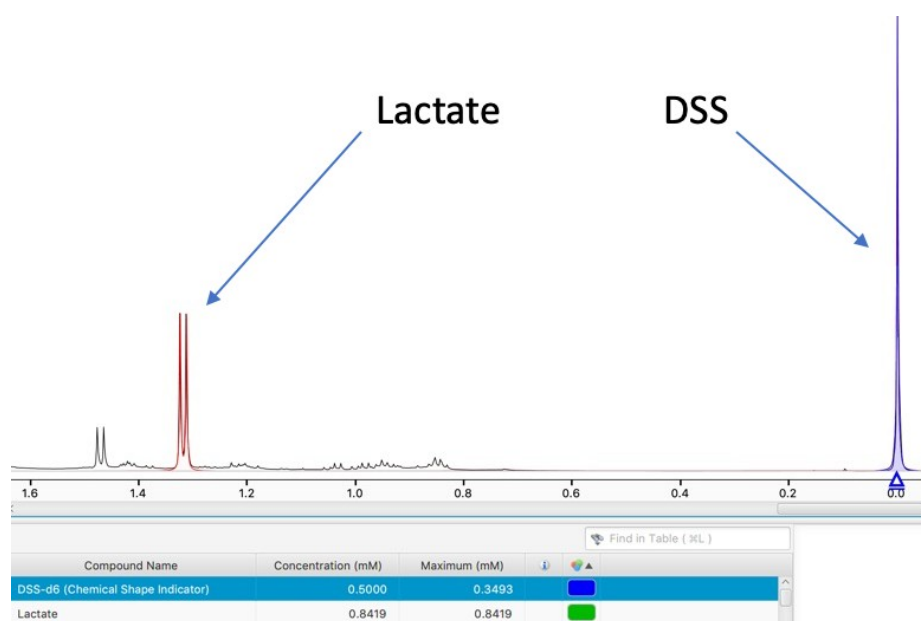 Lactate DSS
1.6 1.4 1.2 1.0 0.8 0.6 0.4 0.2 0.0
Find in Table ( ⌘L )
Compound Name Concentration (mM) Maximum (mM)
DSS-d6 (Chemical Shape Indicator) 0.5000 0.3493
Lactate 0.8419 0.8419